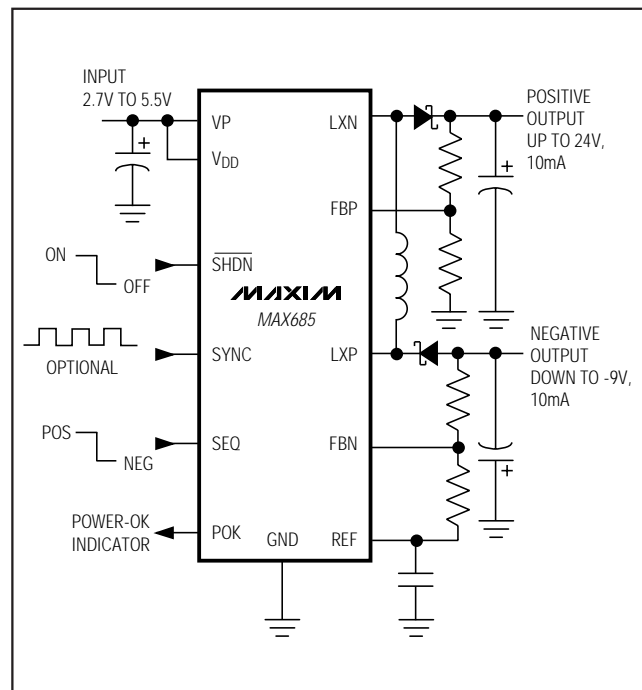 INPUT
2.7V TO 5.5V
+
VP
VDD
ON
OFF
SHDN
OPTIONAL
SYNC
POS
NEG
SEQ
POWER-OK
INDICATOR
POK
GND
MAXIM
MAX685
LXN
FBP
LXP
FBN
REF
POSITIVE
OUTPUT
UP TO 24V,
10mA
+
NEGATIVE
OUTPUT
DOWN TO -9V,
10mA
+